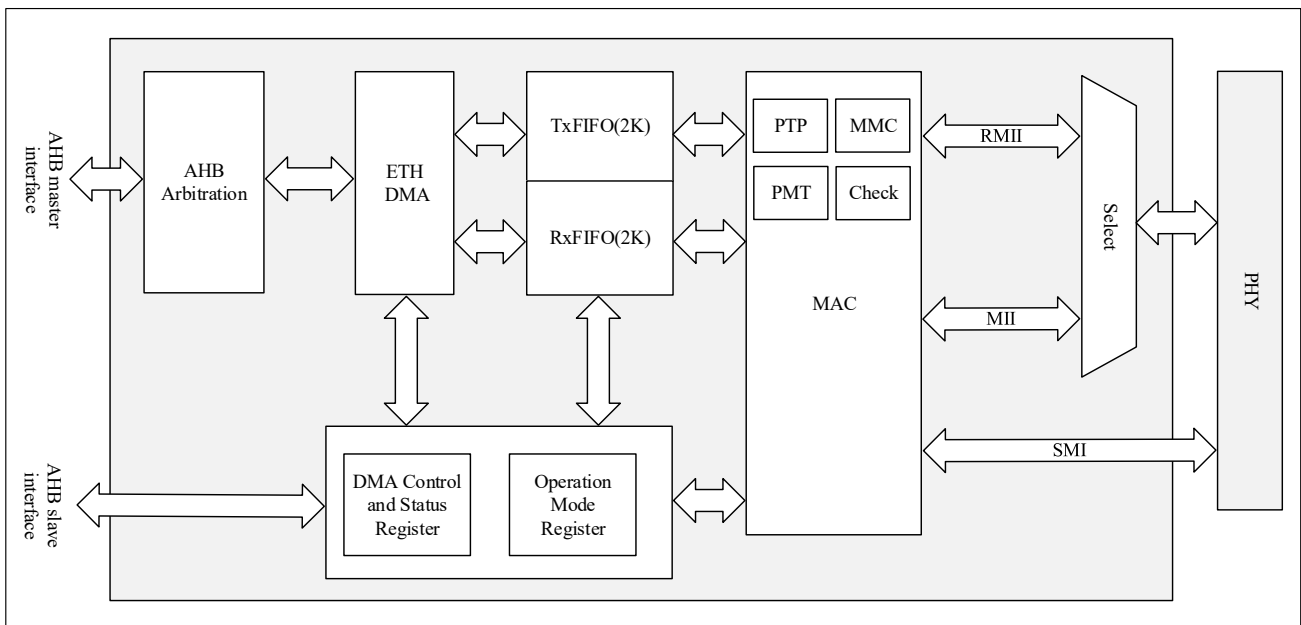 AHB master
interface
AHB
Arbitration
ETH
DMA
TxFIFO(2K)
RxFIFO(2K)
PTP
MMC
PMT
Check
MAC
RMII
MII
SMI
Select
PHY
AHB slave
interface
DMA Control
and Status
Register
Operation
Mode
Register